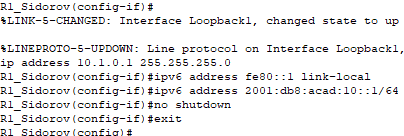 R1_Sidorov(config-if)#
%LINK-5-CHANGED: Interface Loopback1, changed state to up
%LINEPROTO-5-UPDOWN: Line protocol on Interface Loopback1,
ip address 10.1.0.1 255.255.255.0
R1_Sidorov(config-if)#ipv6 address fe80::1 link-local
R1_Sidorov(config-if)#ipv6 address 2001:db8:acad:10::1/64
R1_Sidorov(config-if)#no shutdown
R1_Sidorov(config-if)#exit
R1_Sidorov(config)#